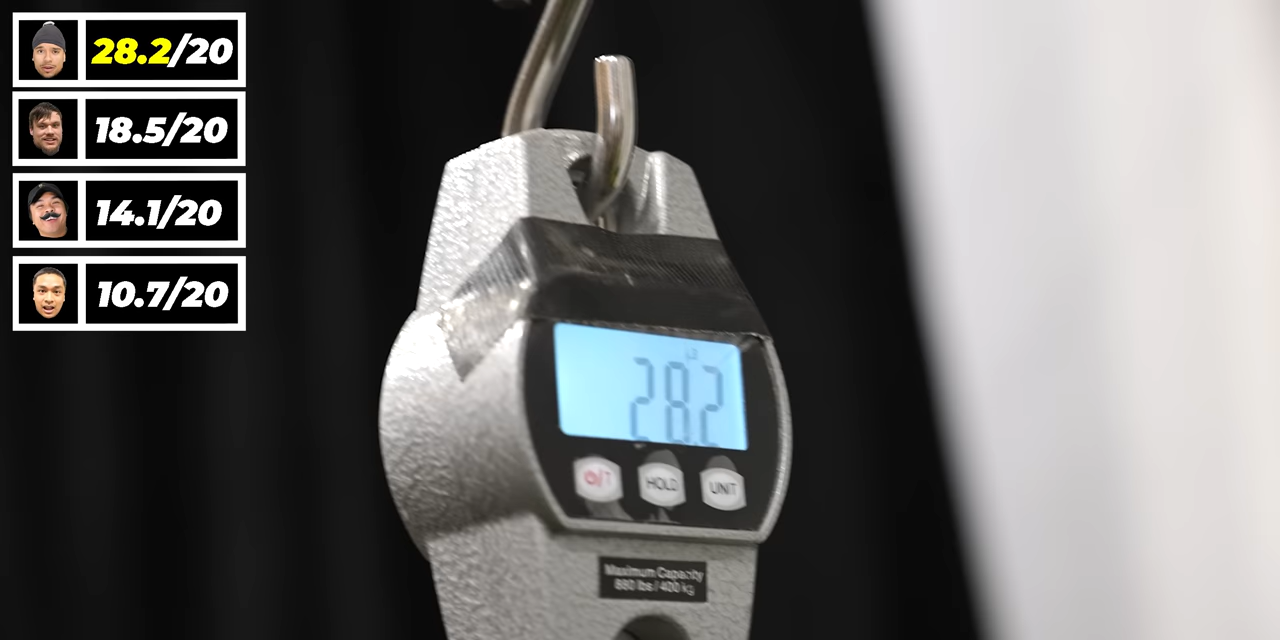 28.2/20
18.5/20
14.1/20
10.7/20
28.2
HOLD
UNIT
Maximum Capacity
880 lbs / 400 kg